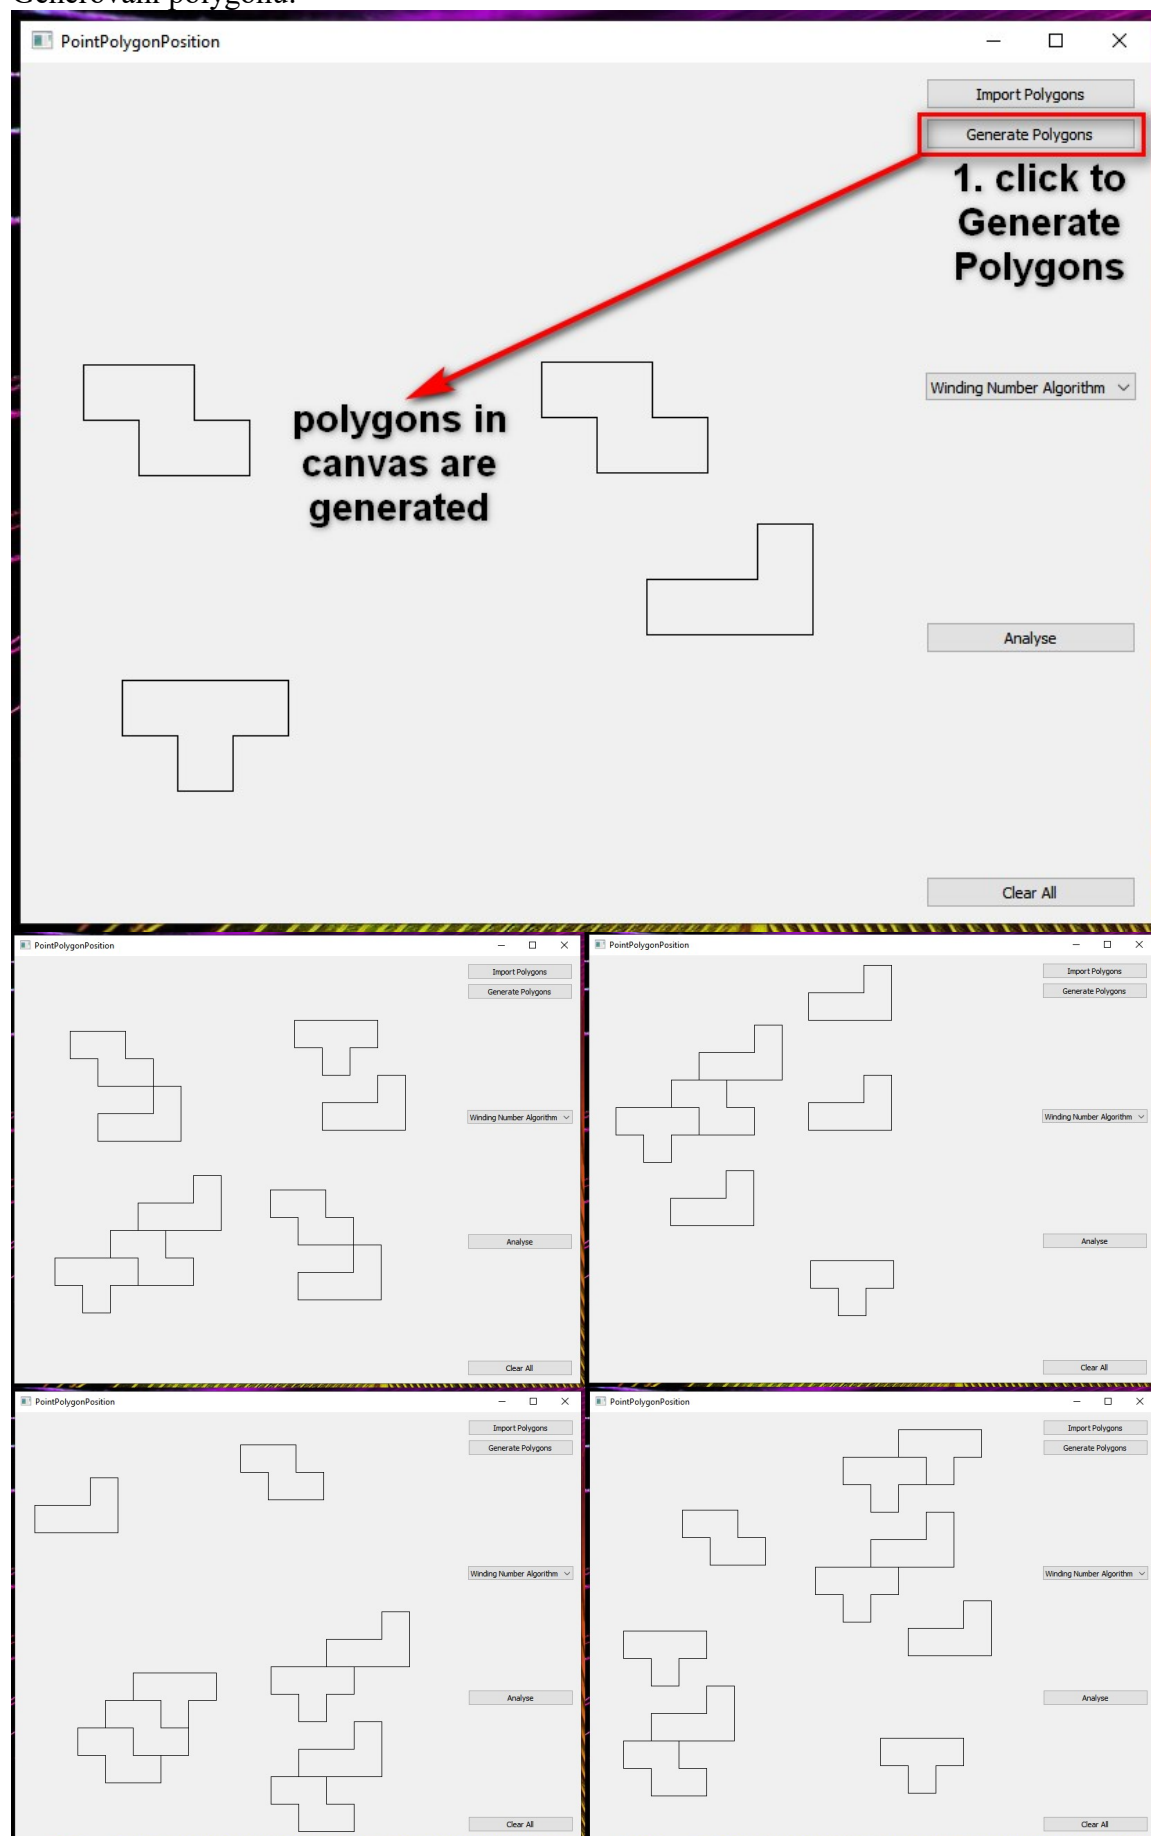 Generování polygonů:
PointPolygonPosition
Import Polygons
Generate Polygons
1. click to
Generate
Polygons
Winding Number Algorithm
polygons in
canvas are
generated
Analyse
Clear All
PointPolygonPosition
Import Polygons
Generate Polygons
Winding Number Algorithm
Analyse
Clear All
PointPolygonPosition
Import Polygons
Generate Polygons
Winding Number Algorithm
Analyse
Clear All
PointPolygonPosition
Import Polygons
Generate Polygons
Winding Number Algorithm
Analyse
Clear All
PointPolygonPosition
Import Polygons
Generate Polygons
Winding Number Algorithm
Analyse
Clear All